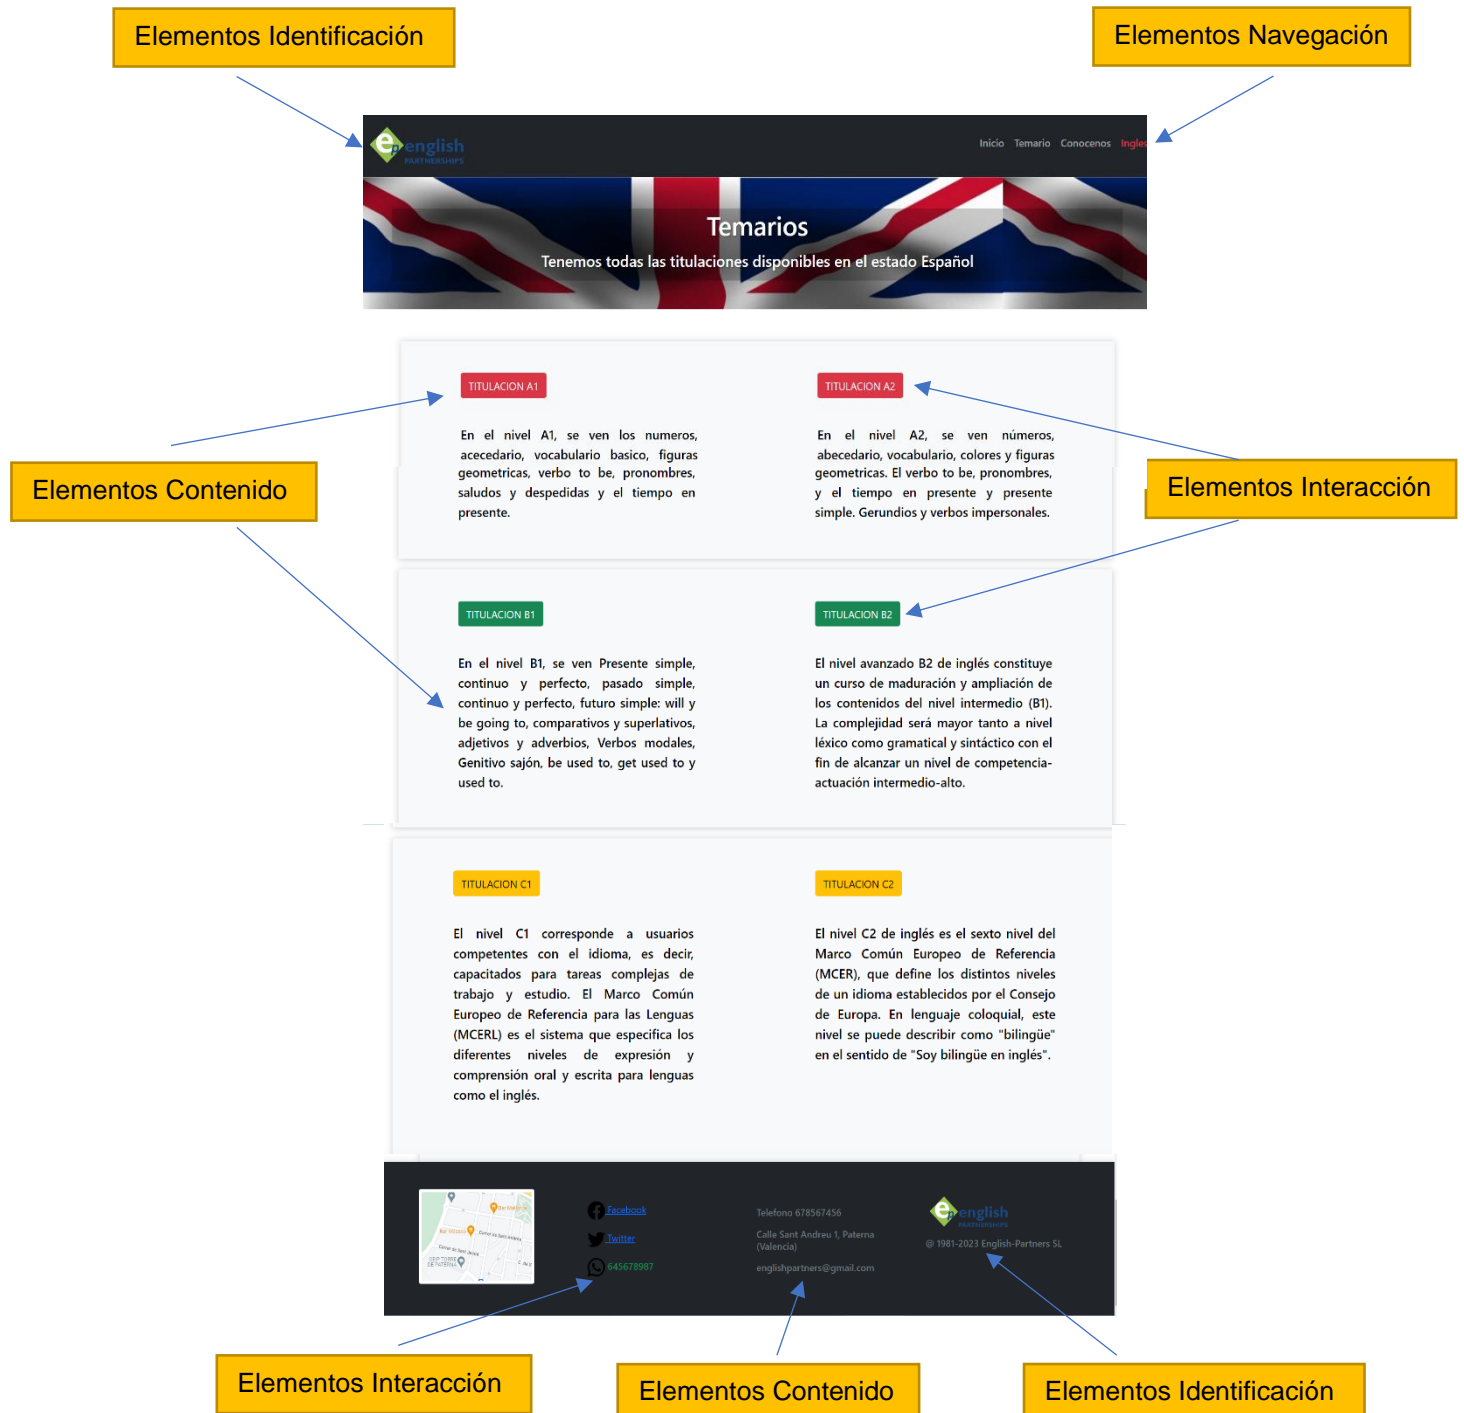 Elementos Identificación
Elementos Navegación
e
p
english
PARTNERSHIPS
Inicio Temario Conocenos Ingles
Temarios
Tenemos todas las titulaciones disponibles en el estado Español
TITULACION A1
En el nivel A1, se ven los numeros,
acecedario, vocabulario basico, figuras
geometricas, verbo to be, pronombres,
saludos y despedidas y el tiempo en
presente.
TITULACION A2
En el nivel A2, se ven números,
abecedario, vocabulario, colores y figuras
geometricas. El verbo to be, pronombres,
y el tiempo en presente y presente
simple. Gerundios y verbos impersonales.
Elementos Contenido
Elementos Interacción
TITULACION B1
En el nivel B1, se ven Presente simple,
continuo y perfecto, pasado simple,
continuo y perfecto, futuro simple: will y
be going to, comparativos y superlativos,
adjetivos y adverbios, Verbos modales,
Genitivo sajón, be used to, get used to y
used to.
TITULACION B2
El nivel avanzado B2 de inglés constituye
un curso de maduración y ampliación de
los contenidos del nivel intermedio (B1).
La complejidad será mayor tanto a nivel
léxico como gramatical y sintáctico con el
fin de alcanzar un nivel de competencia-
actuación intermedio-alto.
TITULACION C1
El nivel C1 corresponde a usuarios
competentes con el idioma, es decir,
capacitados para tareas complejas de
trabajo y estudio. El Marco Común
Europeo de Referencia para las Lenguas
(MCERL) es el sistema que especifica los
diferentes niveles de expresión y
comprensión oral y escrita para lenguas
como el inglés.
TITULACION C2
El nivel C2 de inglés es el sexto nivel del
Marco Común Europeo de Referencia
(MCER), que define los distintos niveles
de un idioma establecidos por el Consejo
de Europa. En lenguaje coloquial, este
nivel se puede describir como "bilingüe"
en el sentido de "Soy bilingüe en inglés".
Facebook
Twitter
645678987
Telefono 678567456
Calle Sant Andreu 1, Paterna
(Valencia)
englishpartners@gmail.com
e
p
english
PARTNERSHIPS
@ 1981-2023 English-Partners SL
Elementos Interacción
Elementos Contenido
Elementos Identificación